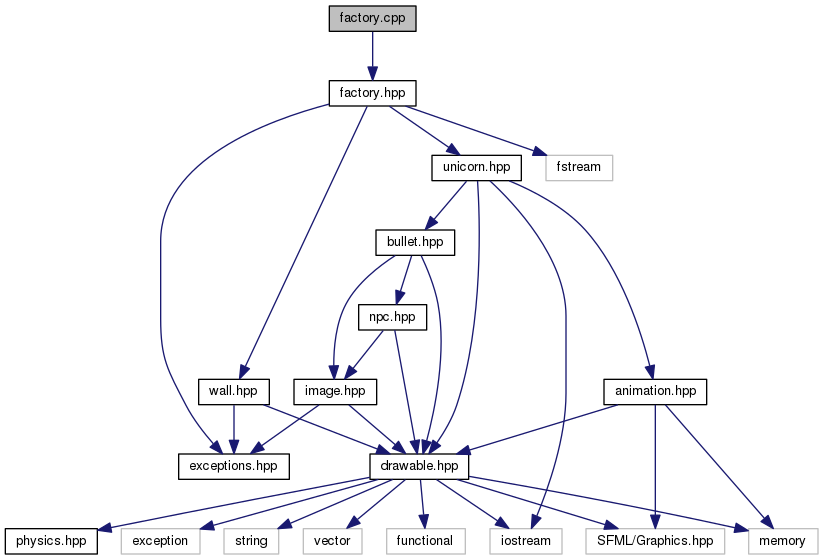 factory.cpp
factory.hpp
unicorn.hpp
fstream
bullet.hpp
npc.hpp
wall.hpp
image.hpp
animation.hpp
exceptions.hpp
drawable.hpp
physics.hpp
exception
string
vector
functional
iostream
SFML/Graphics.hpp
memory